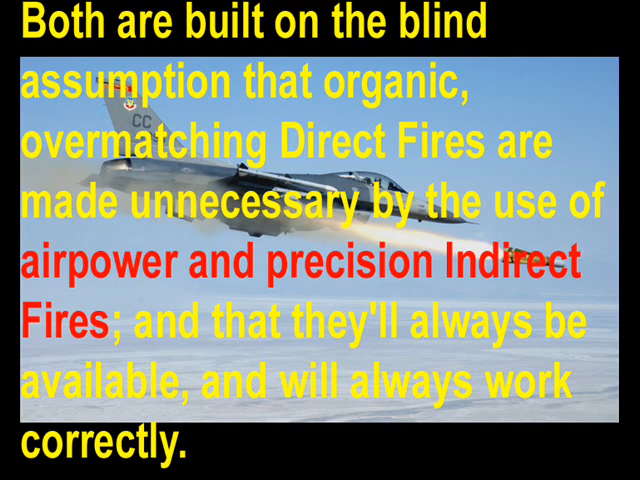 Both are built on the blind
assumption that organic,
overmatching Direct Fires are
made unnecessary by the use of
airpower and precision Indirect
Fires; and that they'll always be
available, and will always work
correctly.
CC